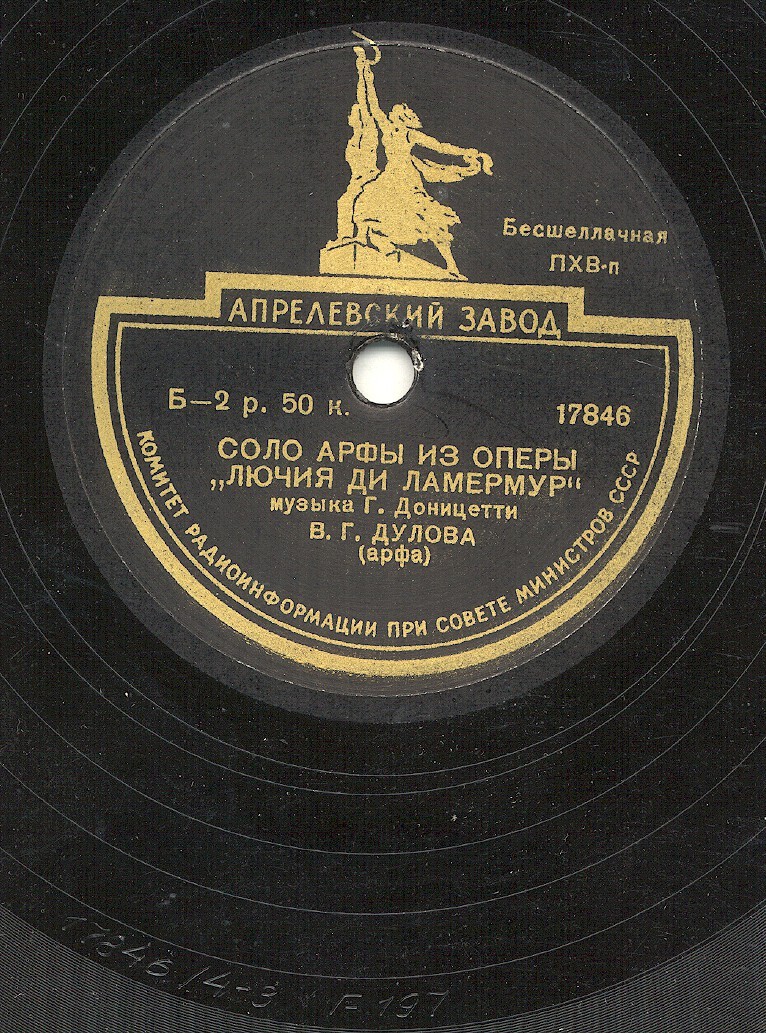 Бесшеллачная
ПХВ-п
АПРЕЛЕВСКИЙ ЗАВОД
Б—2 р. 50 к.
17846
СОЛО АРФЫ ИЗ ОПЕРЫ
„ЛЮЧИЯ ДИ ЛАМЕРМУР“
музыка Г. Доницетти
В. Г. ДУЛОВА
(арфа)
КОМИТЕТ РАДИОИНФОРМАЦИИ ПРИ СОВЕТЕ МИНИСТРОВ СССР
17846/4-3 F 197